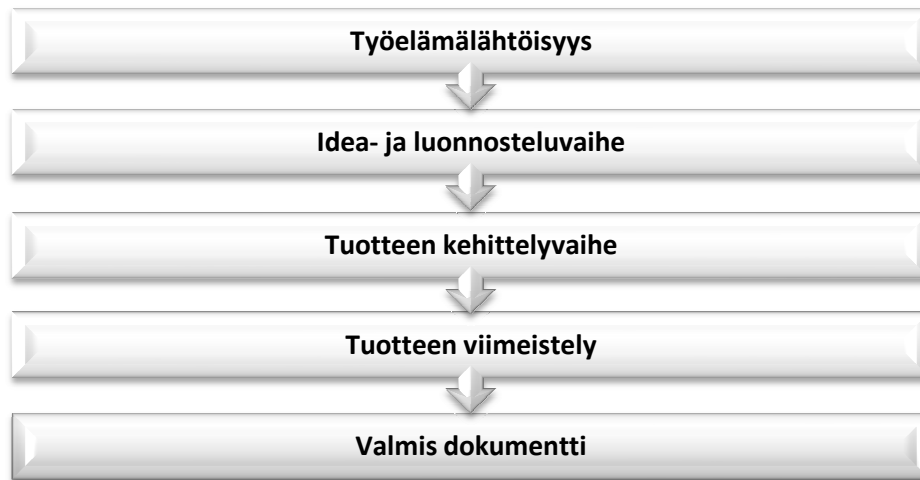 Työelämälähtöisyys
Idea- ja luonnosteluvaihe
Tuotteen kehittelyvaihe
Tuotteen viimeistely
Valmis dokumentti